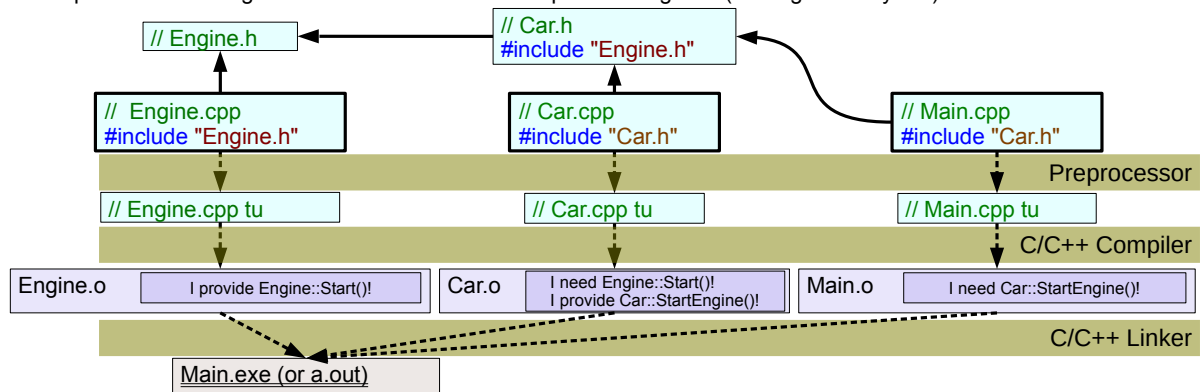 // Engine.h
// Car.h
#include "Engine.h"
// Engine.cpp
#include "Engine.h"
// Car.cpp
#include "Car.h"
// Main.cpp
#include "Car.h"
Preprocessor
// Engine.cpp tu
// Car.cpp tu
// Main.cpp tu
C/C++ Compiler
Engine.o
I provide Engine::Start()!
Car.o
I need Engine::Start()!
I provide Car::StartEngine()!
Main.o
I need Car::StartEngine()!
C/C++ Linker
Main.exe (or a.out)